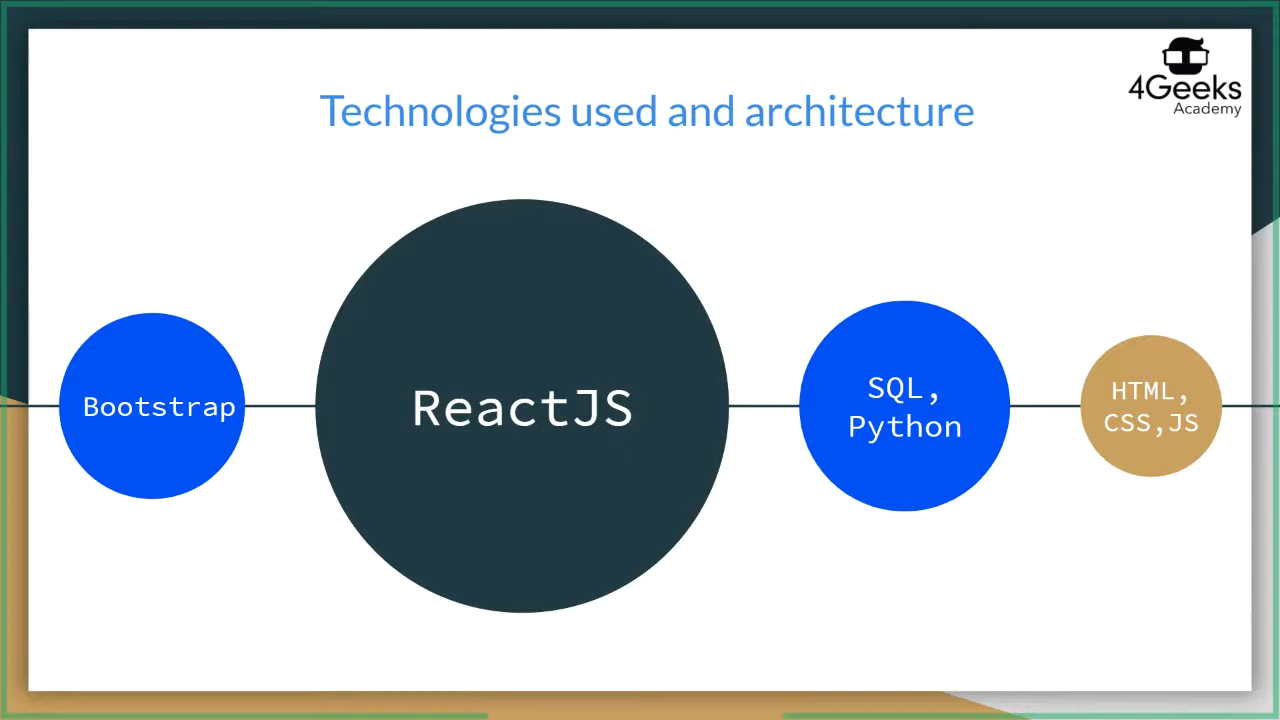 4Geeks
Academy
Technologies used and architecture
Bootstrap
ReactJS
SQL,
Python
HTML,
CSS,JS